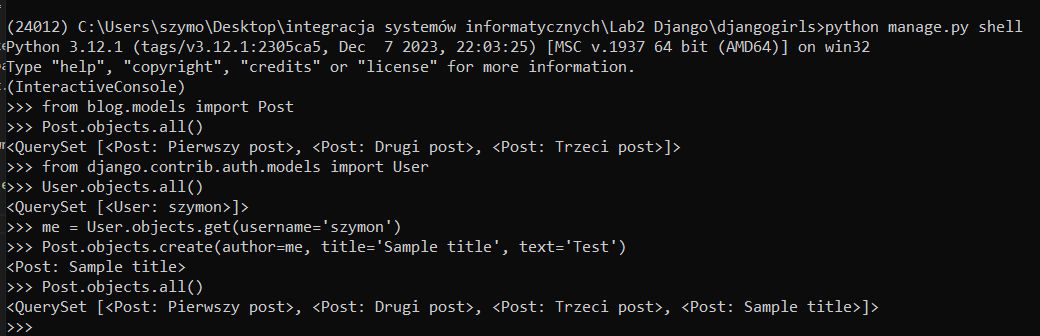 (24012) C:\Users\szymo\Desktop\integracja systemów informatycznych\Lab2 Django\djangogirls>python manage.py shell
Python 3.12.1 (tags/v3.12.1:2305ca5, Dec  7 2023, 22:03:25) [MSC v.1937 64 bit (AMD64)] on win32
Type "help", "copyright", "credits" or "license" for more information.
(InteractiveConsole)
>>> from blog.models import Post
>>> Post.objects.all()
<QuerySet [<Post: Pierwszy post>, <Post: Drugi post>, <Post: Trzeci post>]>
>>> from django.contrib.auth.models import User
>>> User.objects.all()
<QuerySet [<User: szymon>]>
>>> me = User.objects.get(username='szymon')
>>> Post.objects.create(author=me, title='Sample title', text='Test')
<Post: Sample title>
>>> Post.objects.all()
<QuerySet [<Post: Pierwszy post>, <Post: Drugi post>, <Post: Trzeci post>, <Post: Sample title>]>
>>>